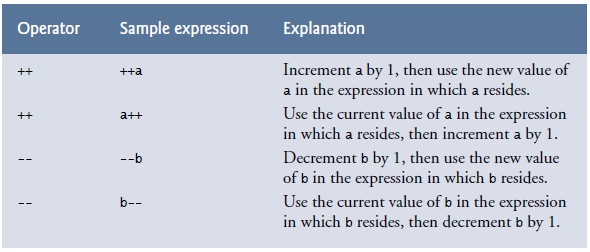 Operator Sample expression Explanation
++ ++a Increment a by 1, then use the new value of
a in the expression in which a resides.
++ a++ Use the current value of a in the expression
in which a resides, then increment a by 1.
-- --b Decrement b by 1, then use the new value
of b in the expression in which b resides.
-- b-- Use the current value of b in the expression
in which b resides, then decrement b by 1.